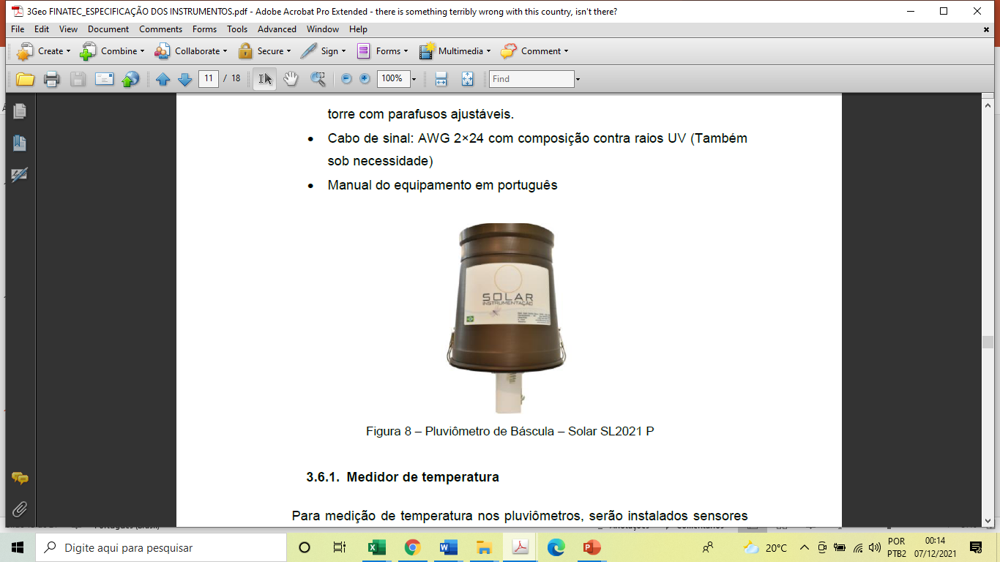 3Geo FINATEC_ESPECIFICAÇÃO DOS INSTRUMENTOS.pdf - Adobe Acrobat Pro Extended - there is something terribly wrong with this country, isn't there?
File Edit View Document Comments Forms Tools Advanced Window Help
Create Combine Collaborate Secure Sign Forms Multimedia Comment
11 / 18 100% Find
torre com parafusos ajustáveis.
• Cabo de sinal: AWG 2×24 com composição contra raios UV (Também
sob necessidade)
• Manual do equipamento em português
SOLAR
INSTRUMENTAÇÃO
Figura 8 – Pluviômetro de Báscula – Solar SL2021 P
3.6.1. Medidor de temperatura
Para medição de temperatura nos pluviômetros, serão instalados sensores
Digite aqui para pesquisar
20°C
POR
PTB2
00:14
07/12/2021